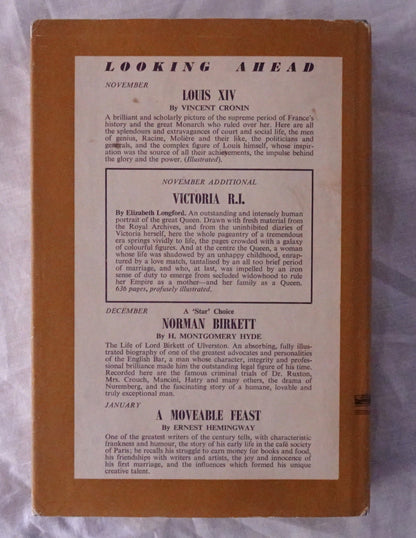 LOOKING AHEAD
NOVEMBER
LOUIS XIV
By VINCENT CRONIN
A brilliant and scholarly picture of the supreme period of France's
history and the great Monarch who ruled over her. Here are all
the splendours and extravagances of court and social life, the men
of genius, Racine, Molière and their like, the politicians and
generals, and the complex figure of Louis himself, whose inspir-
ation was the source of all their achievements, the impulse behind
the glory and the power. (Illustrated).
NOVEMBER ADDITIONAL
VICTORIA R.I.
By Elizabeth Longford. An outstanding and intensely human
portrait of the great Queen. Drawn with fresh material from
the Royal Archives, and from the uninhibited diaries of
Victoria herself, here the whole pageantry of a tremendous
era springs vividly to life, the pages crowded with a galaxy
of colourful figures. And at the centre the Queen, a woman
whose life was shadowed by an unhappy childhood, enrap-
tured by a love match, tantalised by an all too brief period
of marriage, and who, at last, was impelled by an iron
sense of duty to emerge from secluded widowhood to rule
her Empire as a mother—and her family as a Queen.
636 pages, profusely illustrated.
DECEMBER A 'Star' Choice
NORMAN BIRKETT
By H. MONTGOMERY HYDE
The Life of Lord Birkett of Ulverston. An absorbing, fully illus-
trated biography of one of the greatest advocates and personalities
of the English Bar, a man whose character, integrity and profes-
sional brilliance made him the outstanding legal figure of his time.
Recorded here are the famous criminal trials of Dr. Ruxton,
Mrs. Crouch, Mancini, Hatry and many others, the drama of
Nuremberg, and the fascinating story of a humane, lovable and
truly exceptional man.
JANUARY
A MOVEABLE FEAST
By ERNEST HEMINGWAY
One of the greatest writers of the century tells, with characteristic
frankness and humour, the story of his early life in the café society
of Paris; he recalls his struggle to earn money for books and food,
his friendships with writers and artists, the joy and innocence of
his first marriage, and the influences which formed his unique
creative talent.